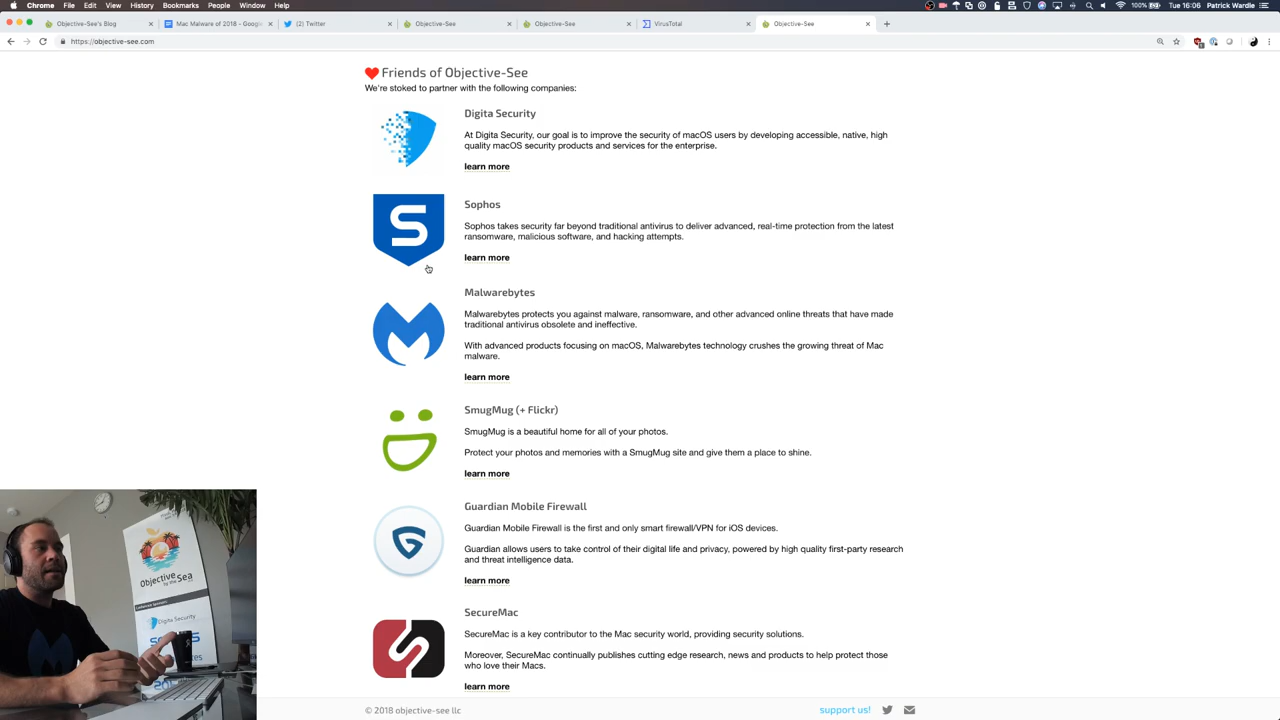 Chrome File Edit View History Bookmarks People Window Help
100% Tue 16:06 Patrick Wardle
Objective-See's Blog
Mac Malware of 2018 - Google
(2) Twitter
Objective-See
Objective-See
VirusTotal
Objective-See
https://objective-see.com
Friends of Objective-See
We're stoked to partner with the following companies:
Digita Security
At Digita Security, our goal is to improve the security of macOS users by developing accessible, native, high
quality macOS security products and services for the enterprise.
learn more
Sophos
Sophos takes security far beyond traditional antivirus to deliver advanced, real-time protection from the latest
ransomware, malicious software, and hacking attempts.
learn more
Malwarebytes
Malwarebytes protects you against malware, ransomware, and other advanced online threats that have made
traditional antivirus obsolete and ineffective.
With advanced products focusing on macOS, Malwarebytes technology crushes the growing threat of Mac
malware.
learn more
SmugMug (+ Flickr)
SmugMug is a beautiful home for all of your photos.
Protect your photos and memories with a SmugMug site and give them a place to shine.
learn more
Guardian Mobile Firewall
Guardian Mobile Firewall is the first and only smart firewall/VPN for iOS devices.
Guardian allows users to take control of their digital life and privacy, powered by high quality first-party research
and threat intelligence data.
learn more
SecureMac
SecureMac is a key contributor to the Mac security world, providing security solutions.
Moreover, SecureMac continually publishes cutting edge research, news and products to help protect those
who love their Macs.
learn more
Objective
by the Sea
Digita Security
© 2018 objective-see llc
support us!